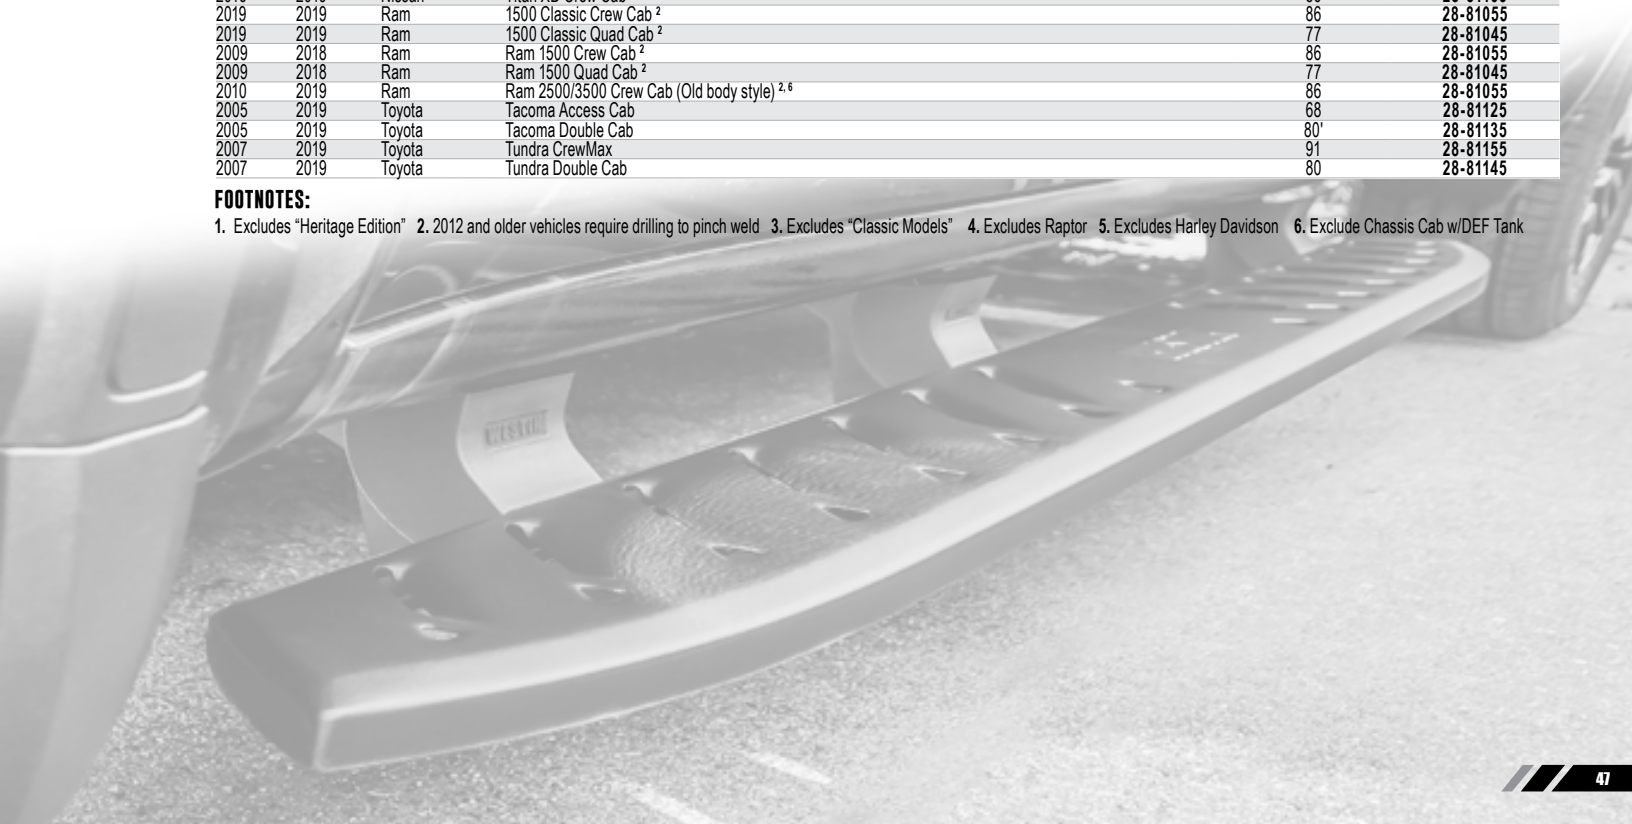 2019 2019 Ram 1500 Classic Crew Cab ² 86 28-81055
2019 2019 Ram 1500 Classic Quad Cab ² 77 28-81045
2009 2018 Ram Ram 1500 Crew Cab ² 86 28-81055
2009 2018 Ram Ram 1500 Quad Cab ² 77 28-81045
2010 2019 Ram Ram 2500/3500 Crew Cab (Old body style) ²,⁶ 86 28-81055
2005 2019 Toyota Tacoma Access Cab 68 28-81125
2005 2019 Toyota Tacoma Double Cab 80' 28-81135
2007 2019 Toyota Tundra CrewMax 91 28-81155
2007 2019 Toyota Tundra Double Cab 80 28-81145
FOOTNOTES:
1. Excludes “Heritage Edition” 2. 2012 and older vehicles require drilling to pinch weld 3. Excludes “Classic Models” 4. Excludes Raptor 5. Excludes Harley Davidson 6. Exclude Chassis Cab w/DEF Tank
WESTIN
47